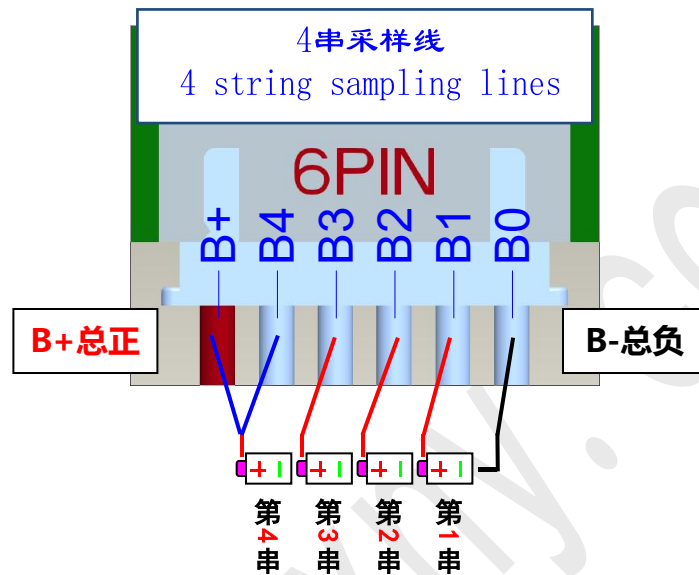 4串采样线
4 string sampling lines
6PIN
B+
B4
B3
B2
B1
B0
B+总正
B-总负
+ -
+ -
+ -
+ -
第4串
第3串
第2串
第1串